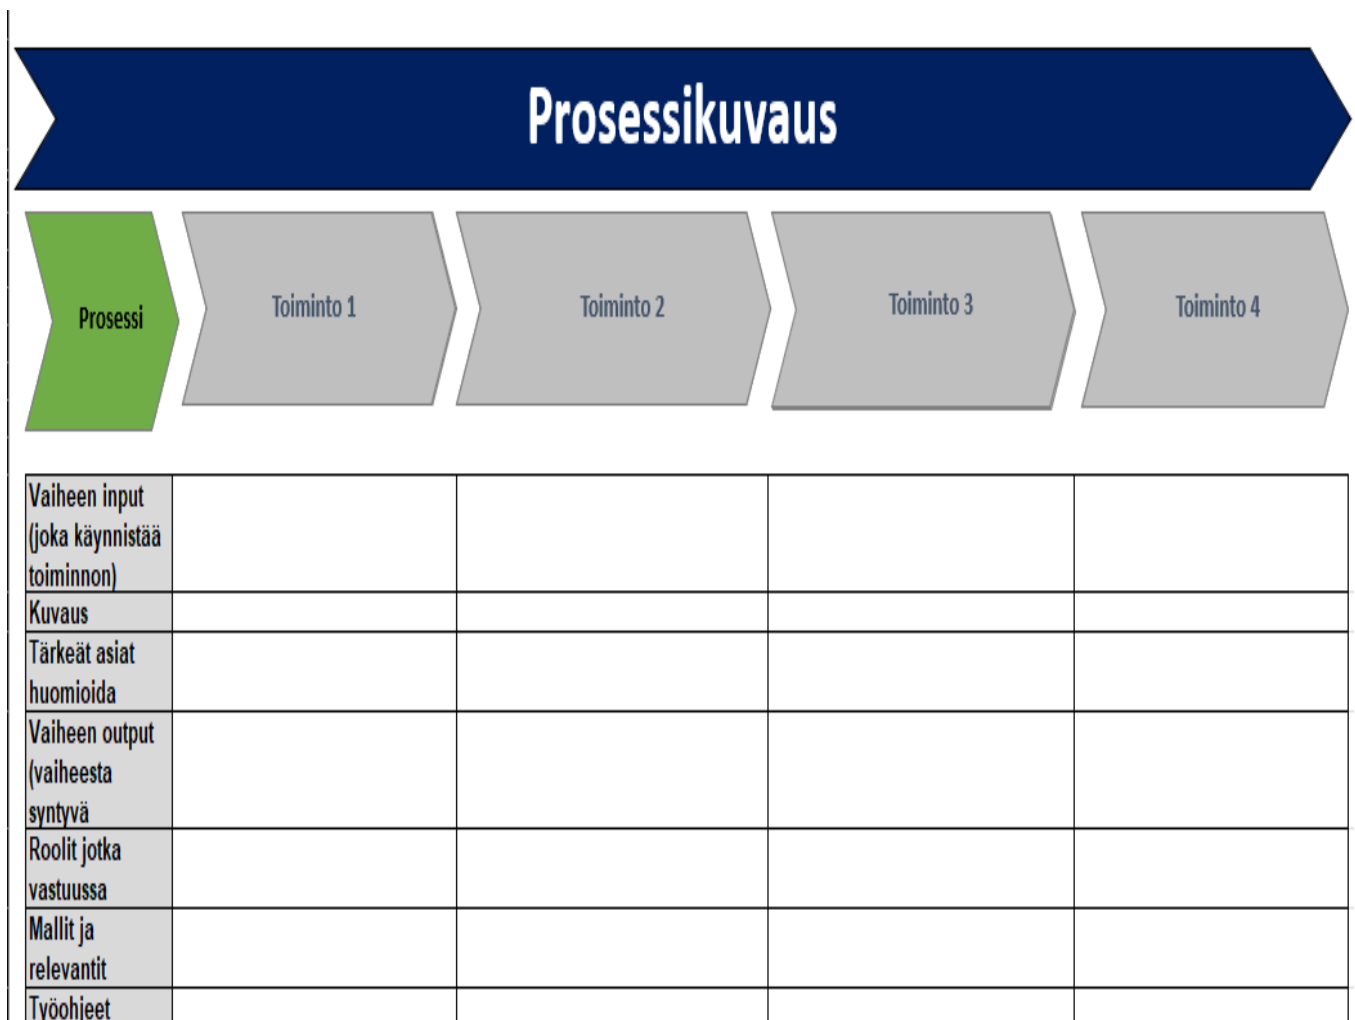 Prosessikuvaus
Prosessi
Toiminto 1
Toiminto 2
Toiminto 3
Toiminto 4
Vaiheen input
(joka käynnistää
toiminnon)
Kuvaus
Tärkeät asiat
huomioida
Vaiheen output
(vaiheesta
syntyvä
Roolit jotka
vastuussa
Mallit ja
relevantit
Työohjeet